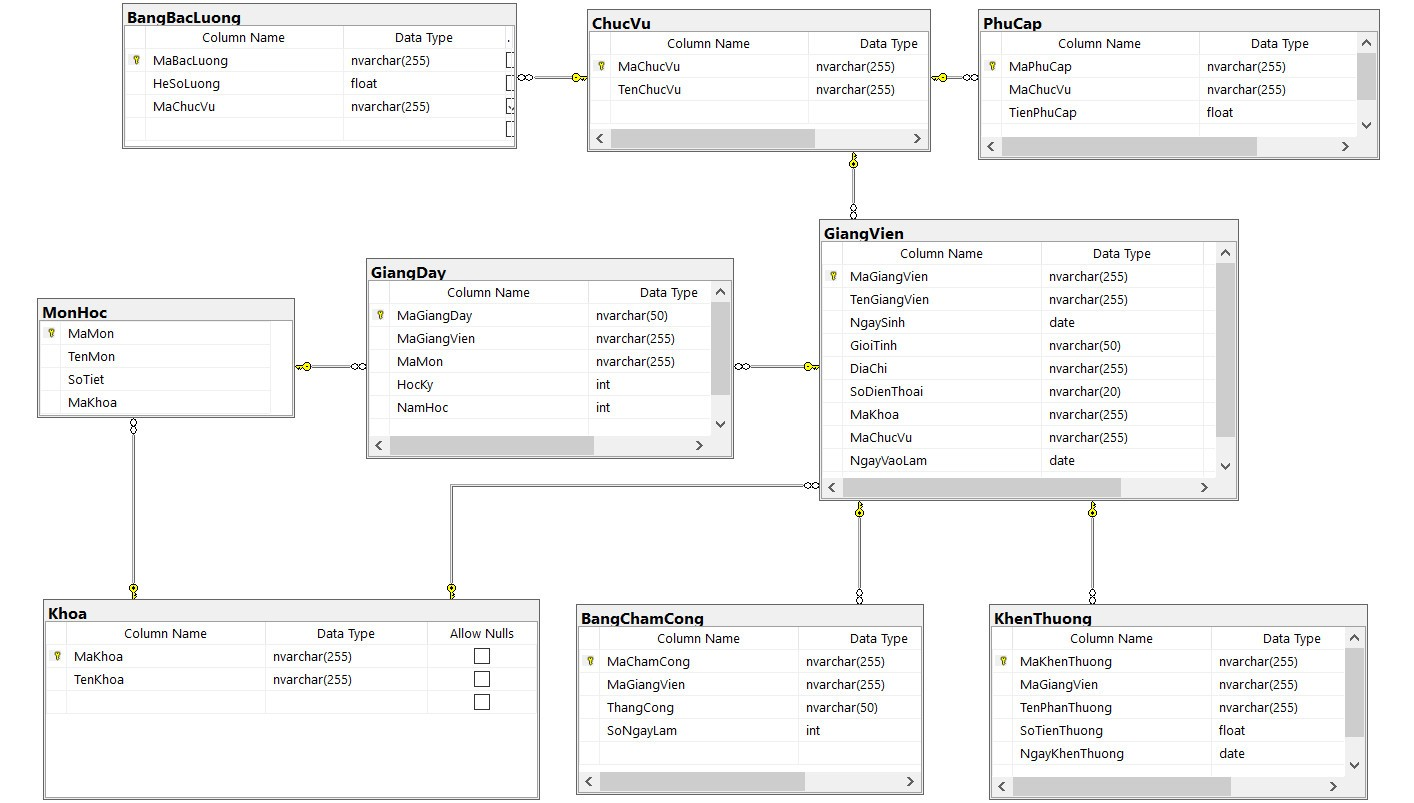 BangBacLuong
Column Name Data Type
MaBacLuong nvarchar(255)
HeSoLuong float
MaChucVu nvarchar(255)
ChucVu
Column Name Data Type
MaChucVu nvarchar(255)
TenChucVu nvarchar(255)
PhuCap
Column Name Data Type
MaPhuCap nvarchar(255)
MaChucVu nvarchar(255)
TienPhuCap float
GiangVien
Column Name Data Type
MaGiangVien nvarchar(255)
TenGiangVien nvarchar(255)
NgaySinh date
GioiTinh nvarchar(50)
DiaChi nvarchar(255)
SoDienThoai nvarchar(20)
MaKhoa nvarchar(255)
MaChucVu nvarchar(255)
NgayVaoLam date
GiangDay
Column Name Data Type
MaGiangDay nvarchar(50)
MaGiangVien nvarchar(255)
MaMon nvarchar(255)
HocKy int
NamHoc int
MonHoc
MaMon
TenMon
SoTiet
MaKhoa
Khoa
Column Name Data Type Allow Nulls
MaKhoa nvarchar(255)
TenKhoa nvarchar(255)
BangChamCong
Column Name Data Type
MaChamCong nvarchar(255)
MaGiangVien nvarchar(255)
ThangCong nvarchar(50)
SoNgayLam int
KhenThuong
Column Name Data Type
MaKhenThuong nvarchar(255)
MaGiangVien nvarchar(255)
TenPhanThuong nvarchar(255)
SoTienThuong float
NgayKhenThuong date